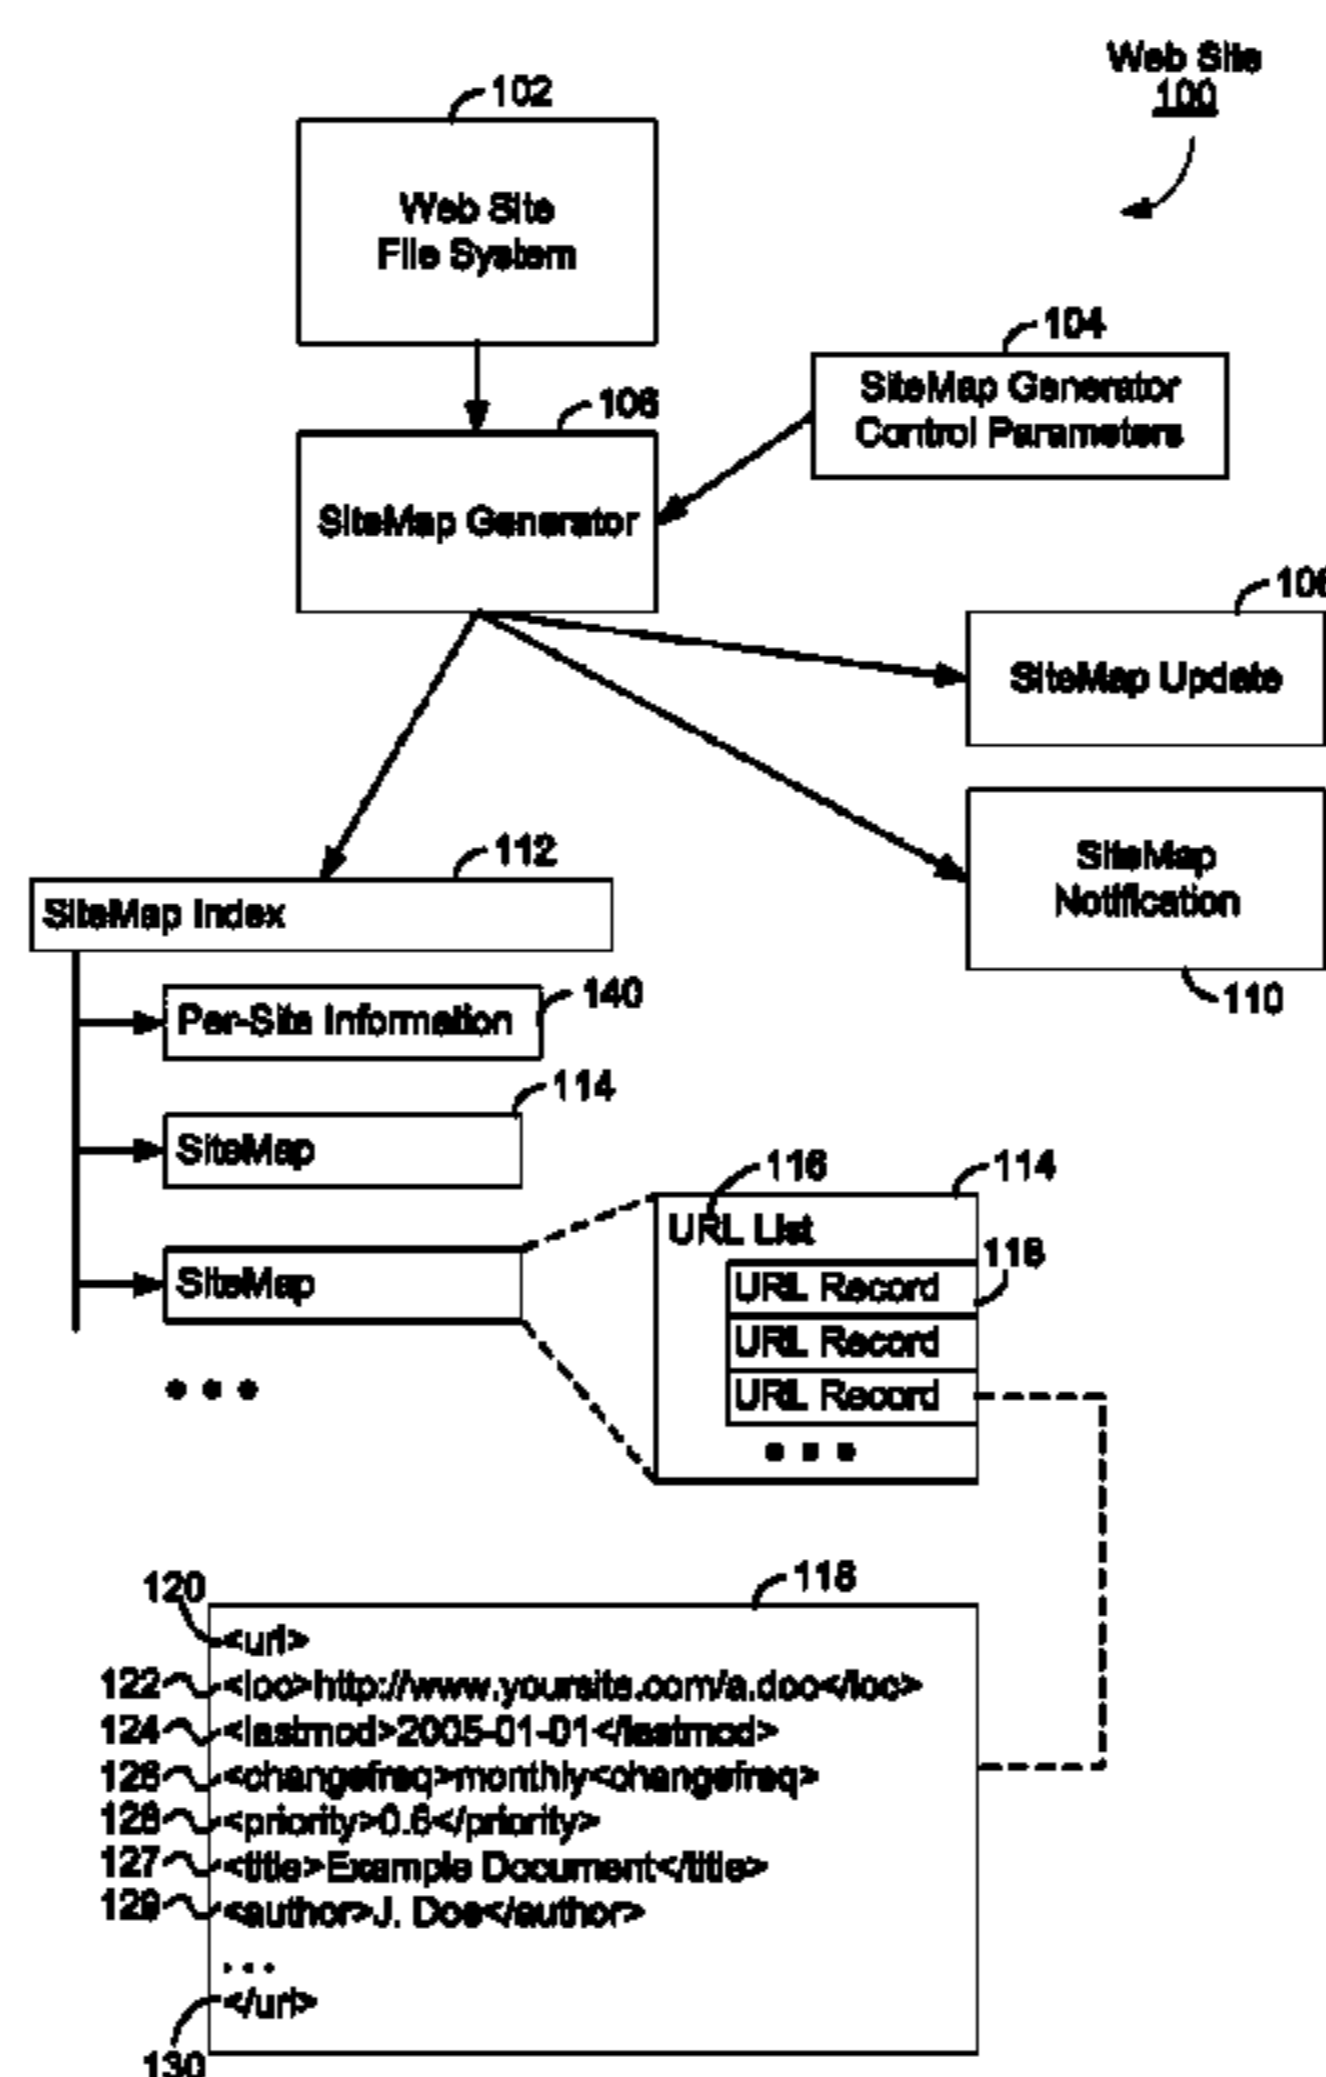 Web Site
100
102
Web Site
File System
104
SiteMap Generator
Control Parameters
106
SiteMap Generator
108
SiteMap Update
SiteMap
Notification
110
112
SiteMap Index
140
Per-Site Information
114
SiteMap
SiteMap
116
114
URL List
118
URL Record
URL Record
URL Record
118
120
<url>
122 <loc>http://www.yoursite.com/a.doc</loc>
124 <lastmod>2005-01-01</lastmod>
<changefreq>monthly<changefreq>
<priority>0.6</priority>
127 <title>Example Document</title>
129 <author>J. Doe</author>
...
</url>
130